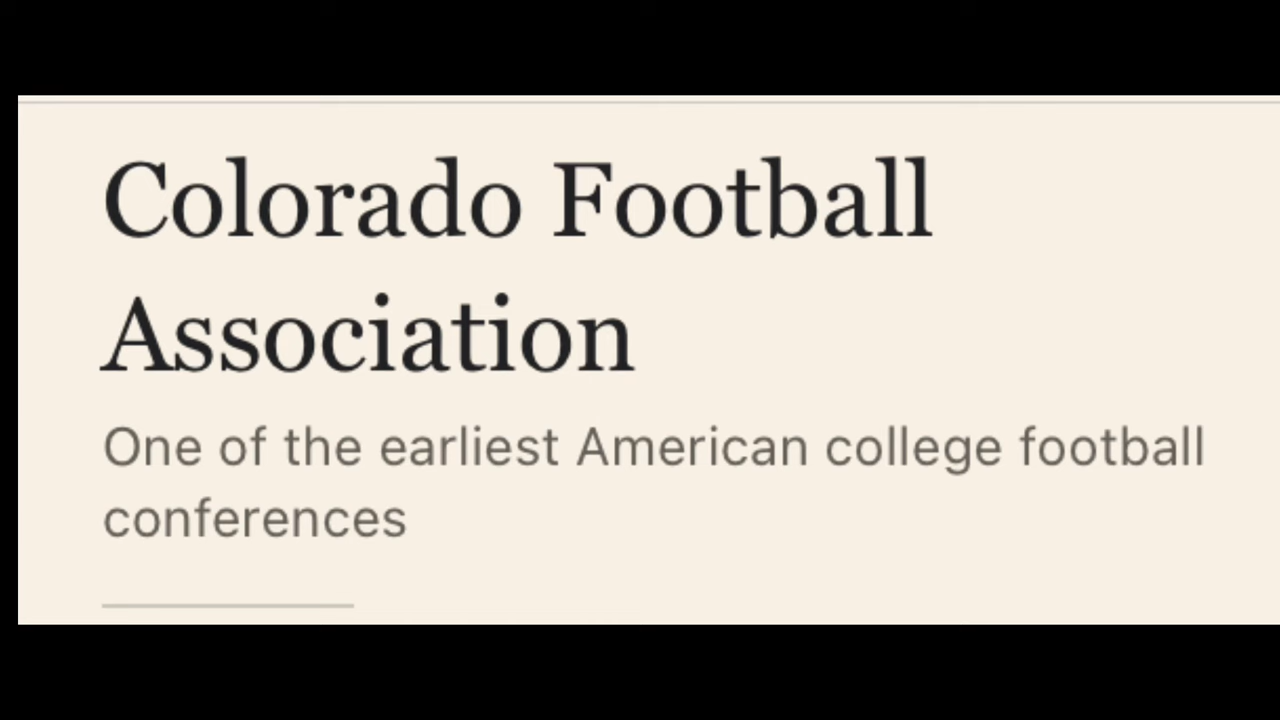 Colorado Football
Association
One of the earliest American college football
conferences